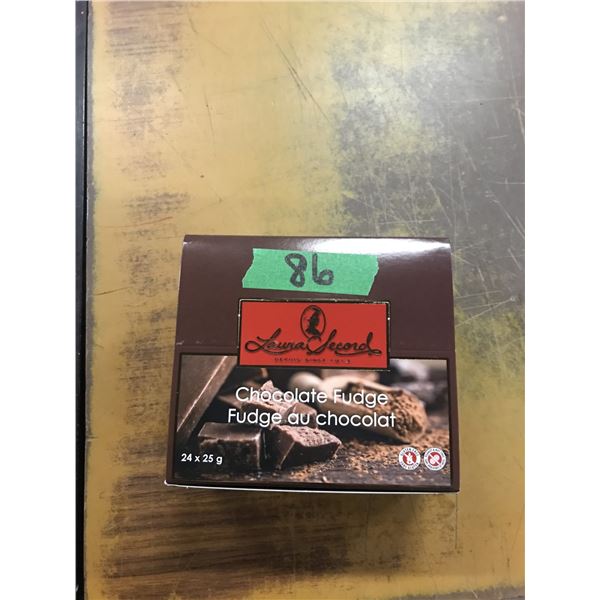 86
Laura Secord
Chocolate Fudge
Fudge au chocolat
24 x 25 g